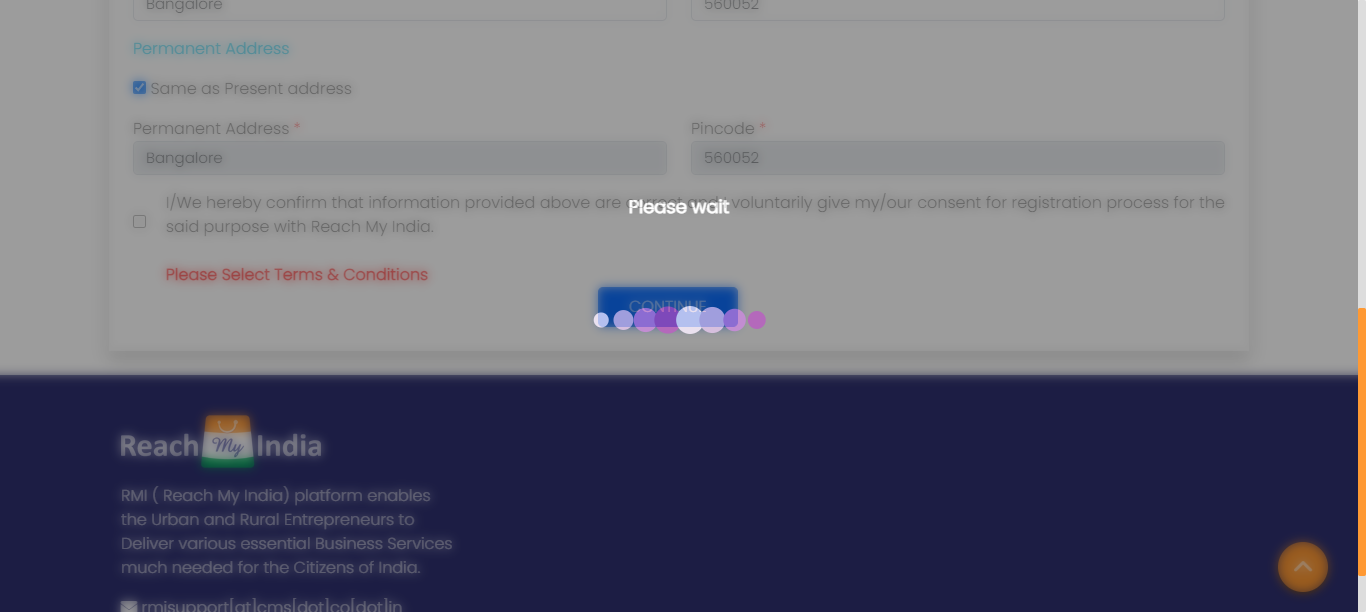 Bangalore 560052
Permanent Address
Same as Present address
Permanent Address * Pincode *
Bangalore 560052
I/We hereby confirm that information provided above are correct and I voluntarily give my/our consent for registration process for the
Please wait
said purpose with Reach My India.
Please Select Terms & Conditions
CONTINUE
Reach My India
RMI ( Reach My India) platform enables
the Urban and Rural Entrepreneurs to
Deliver various essential Business Services
much needed for the Citizens of India.
rmisupport[at]cms[dot]co[dot]in